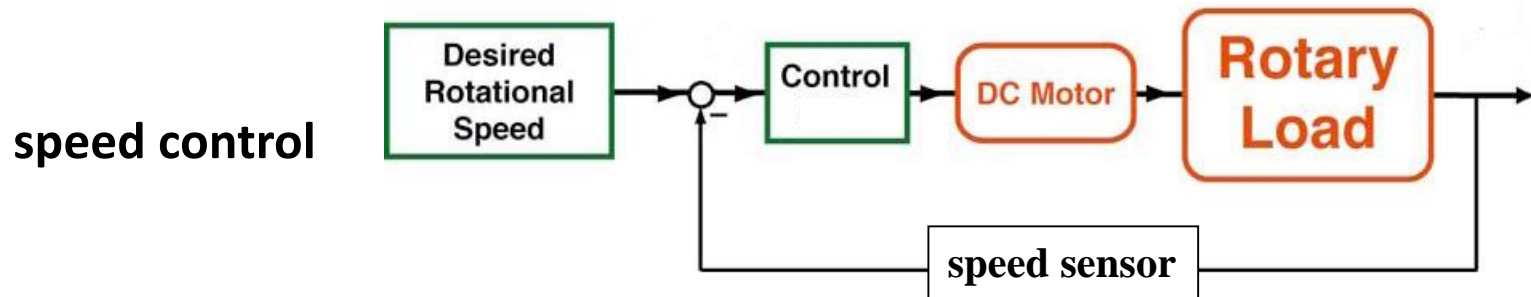 speed control
Desired
Rotational
Speed
–
Control
DC Motor
Rotary
Load
speed sensor